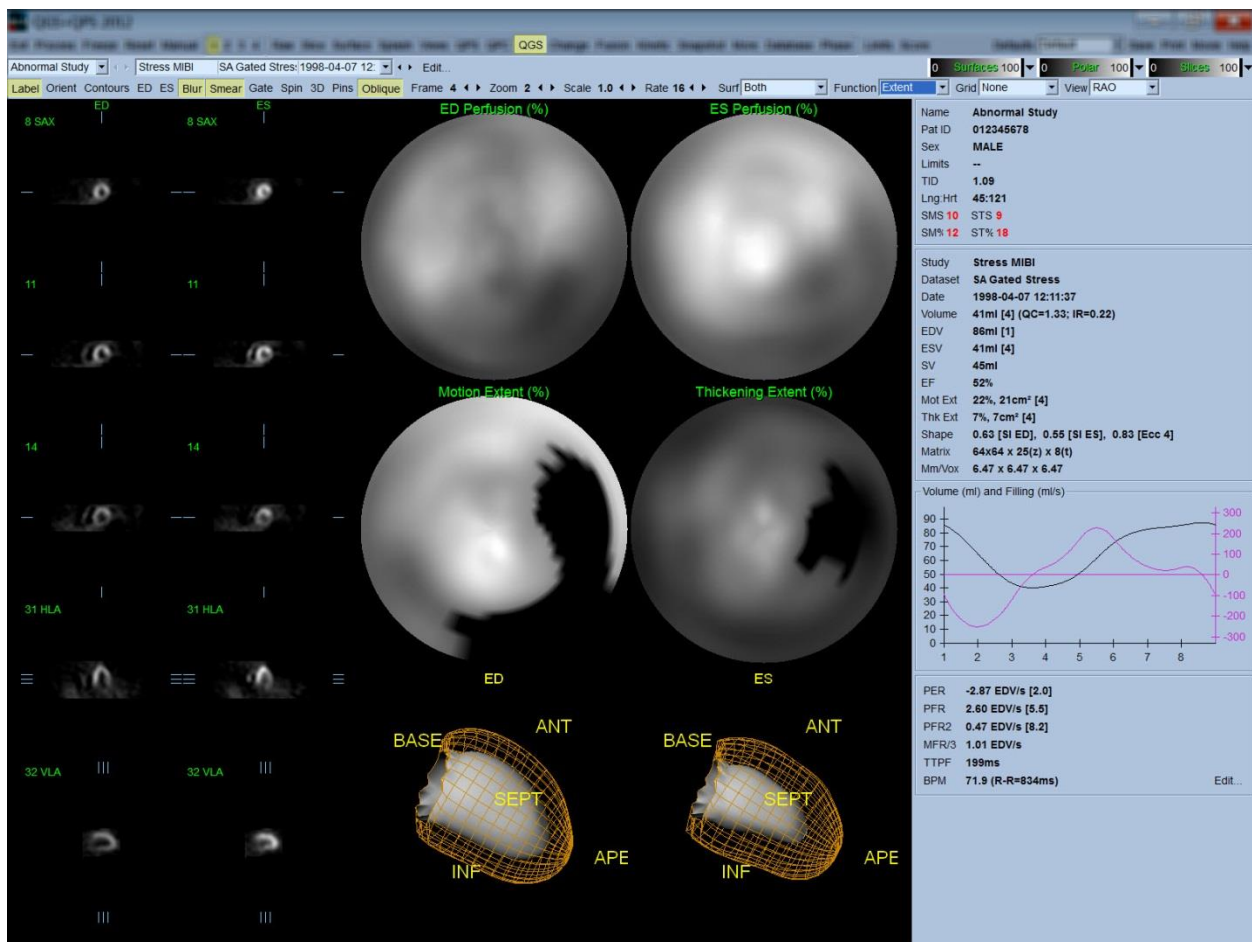 QGS+QPS 2012
QGS
Abnormal Study Stress MIBI SA Gated Stres: 1998-04-07 12: Edit... 0 Surfaces 100 0 Polar 100 0 Slices 100
Label Orient Contours ED ES Blur Smear Gate Spin 3D Pins Oblique Frame 4 Zoom 2 Scale 1.0 Rate 16 Surf Both Function Extent Grid None View RAO
ED ES
8 SAX 8 SAX
11 11
14 14
31 HLA 31 HLA
32 VLA 32 VLA
ED Perfusion (%) ES Perfusion (%)
Motion Extent (%) Thickening Extent (%)
ED ES
BASE ANT SEPT INF APE
BASE ANT SEPT INF APE
Name Abnormal Study
Pat ID 012345678
Sex MALE
Limits --
TID 1.09
Lng:Hrt 45:121
SMS 10 STS 9
SM% 12 ST% 18
Study Stress MIBI
Dataset SA Gated Stress
Date 1998-04-07 12:11:37
Volume 41ml [4] (QC=1.33; IR=0.22)
EDV 86ml [1]
ESV 41ml [4]
SV 45ml
EF 52%
Mot Ext 22%, 21cm² [4]
Thk Ext 7%, 7cm² [4]
Shape 0.63 [SI ED], 0.55 [SI ES], 0.83 [Ecc 4]
Matrix 64x64 x 25(z) x 8(t)
Mm/Vox 6.47 x 6.47 x 6.47
Volume (ml) and Filling (ml/s)
90
80
70
60
50
40
30
20
10
0
300
200
100
0
-100
-200
-300
1 2 3 4 5 6 7 8
PER -2.87 EDV/s [2.0]
PFR 2.60 EDV/s [5.5]
PFR2 0.47 EDV/s [8.2]
MFR/3 1.01 EDV/s
TTPF 199ms
BPM 71.9 (R-R=834ms) Edit...